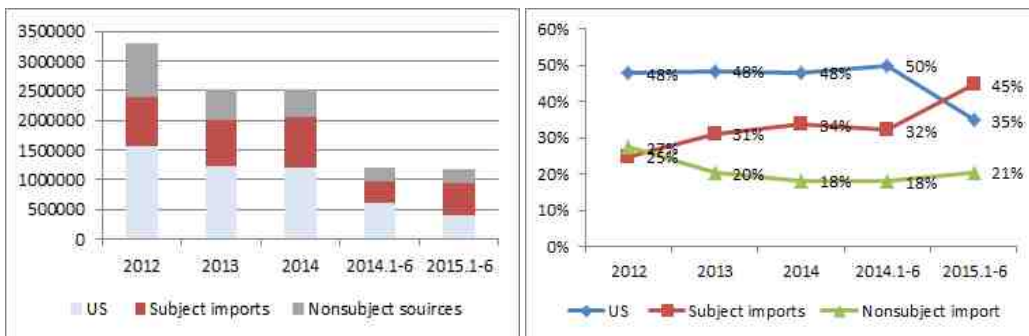 3500000
3000000
2500000
2000000
1500000
1000000
500000
0
2012 2013 2014 2014.1-6 2015.1-6
US Subject imports Nonsubject souirces
60%
50%
40%
30%
20%
10%
0%
48% 48% 48% 50% 35%
25% 31% 34% 32% 45%
27% 20% 18% 18% 21%
2012 2013 2014 2014.1-6 2015.1-6
US Subject imports Nonsubject import